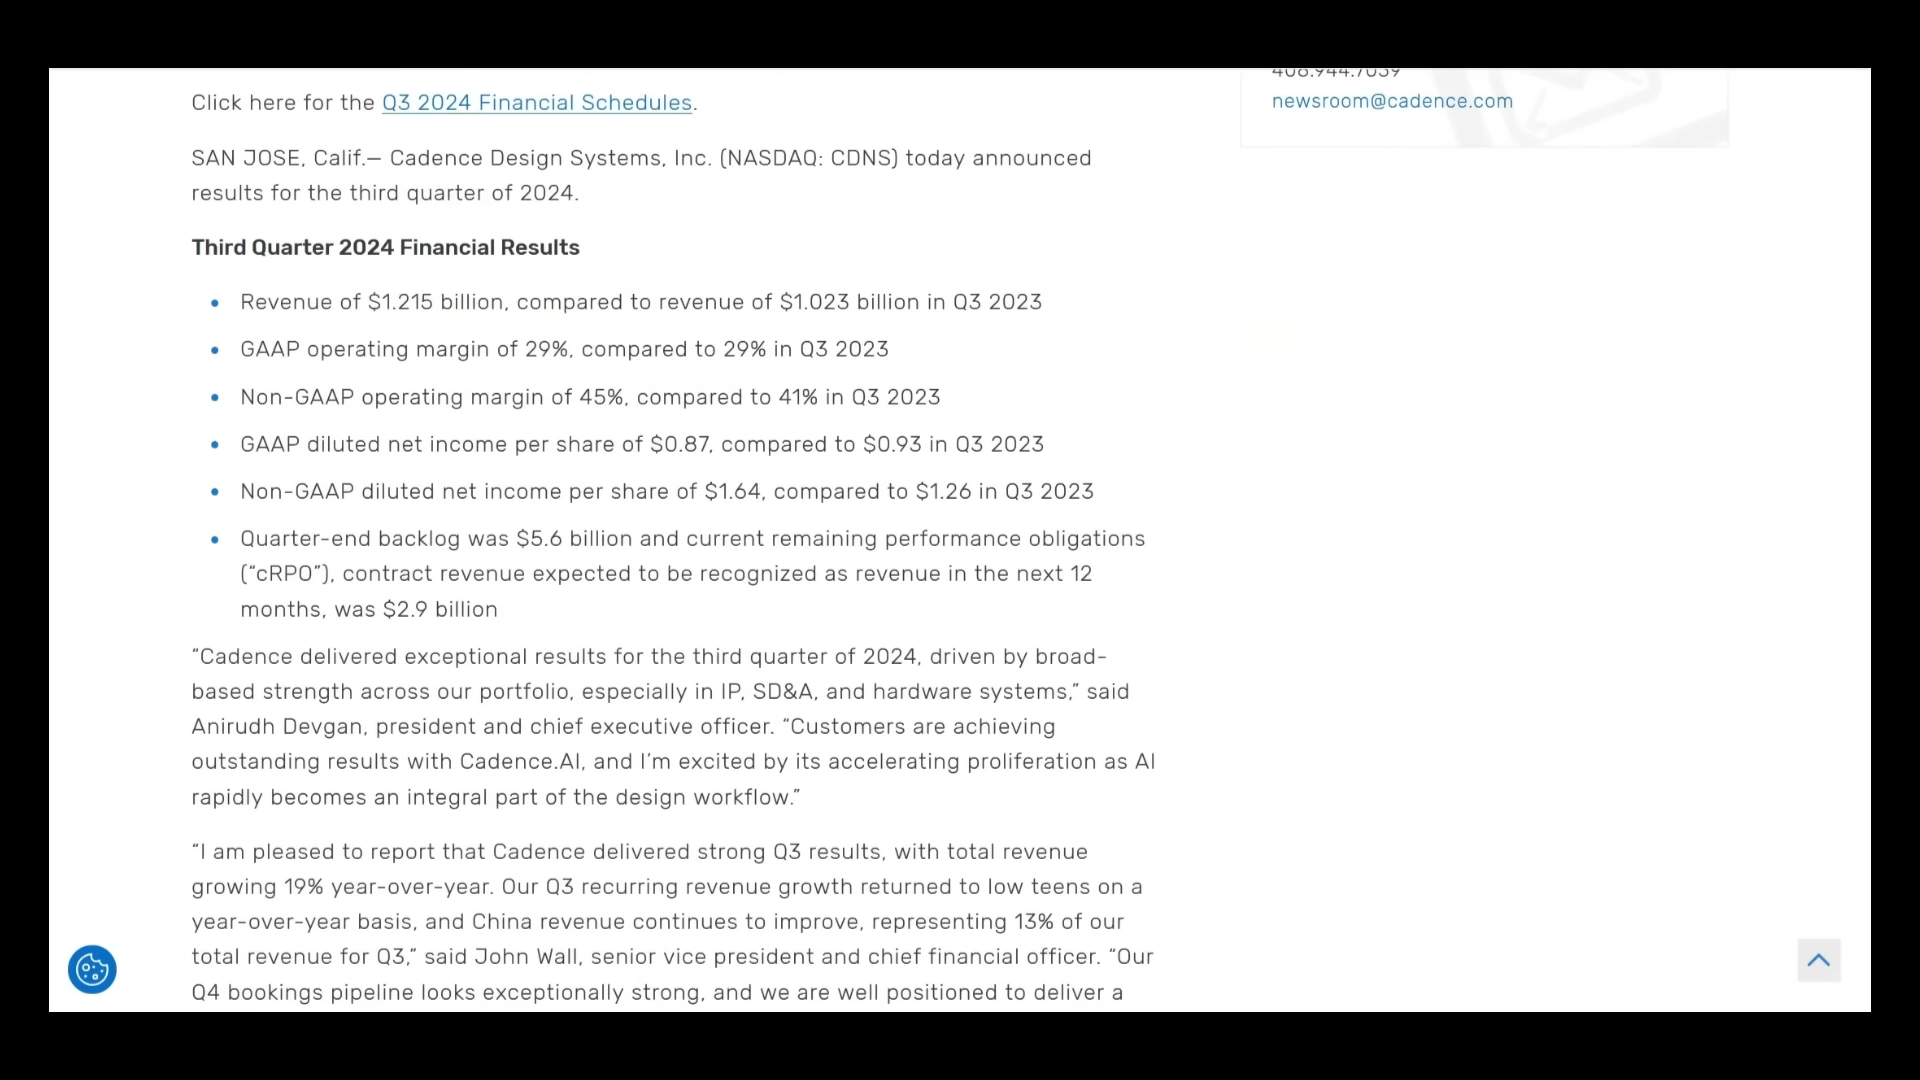 Click here for the Q3 2024 Financial Schedules.
SAN JOSE, Calif.— Cadence Design Systems, Inc. (NASDAQ: CDNS) today announced
results for the third quarter of 2024.
Third Quarter 2024 Financial Results
• Revenue of $1.215 billion, compared to revenue of $1.023 billion in Q3 2023
• GAAP operating margin of 29%, compared to 29% in Q3 2023
• Non-GAAP operating margin of 45%, compared to 41% in Q3 2023
• GAAP diluted net income per share of $0.87, compared to $0.93 in Q3 2023
• Non-GAAP diluted net income per share of $1.64, compared to $1.26 in Q3 2023
• Quarter-end backlog was $5.6 billion and current remaining performance obligations
(“cRPO”), contract revenue expected to be recognized as revenue in the next 12
months, was $2.9 billion
“Cadence delivered exceptional results for the third quarter of 2024, driven by broad-
based strength across our portfolio, especially in IP, SD&A, and hardware systems,” said
Anirudh Devgan, president and chief executive officer. “Customers are achieving
outstanding results with Cadence.AI, and I’m excited by its accelerating proliferation as AI
rapidly becomes an integral part of the design workflow.”
“I am pleased to report that Cadence delivered strong Q3 results, with total revenue
growing 19% year-over-year. Our Q3 recurring revenue growth returned to low teens on a
year-over-year basis, and China revenue continues to improve, representing 13% of our
total revenue for Q3,” said John Wall, senior vice president and chief financial officer. “Our
Q4 bookings pipeline looks exceptionally strong, and we are well positioned to deliver a
408.944.7039
newsroom@cadence.com